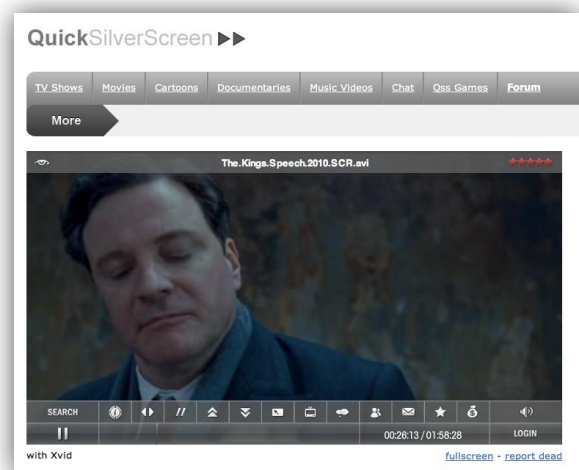 QuickSilverScreen
TV Shows Movies Cartoons Documentaries Music Videos Chat Qss Games Forum
More
The.Kings.Speech.2010.SCR.avi
SEARCH
00:26:13 / 01:58:28 LOGIN
with Xvid fullscreen - report dead